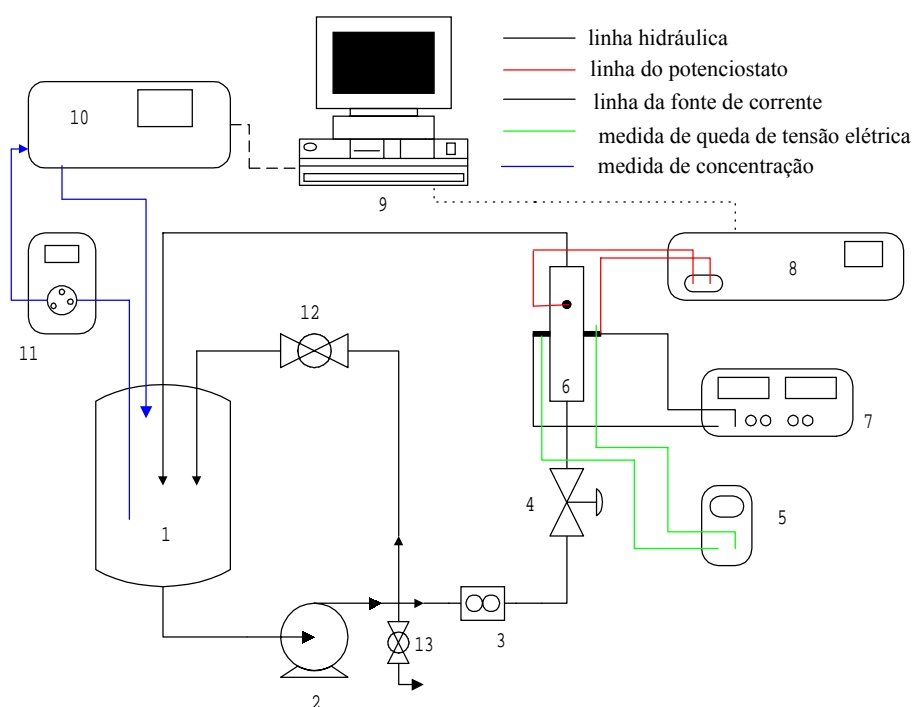 linha hidráulica
linha do potenciostato
linha da fonte de corrente
medida de queda de tensão elétrica
medida de concentração
10
9
8
11
12
6
7
4
5
1
3
13
2